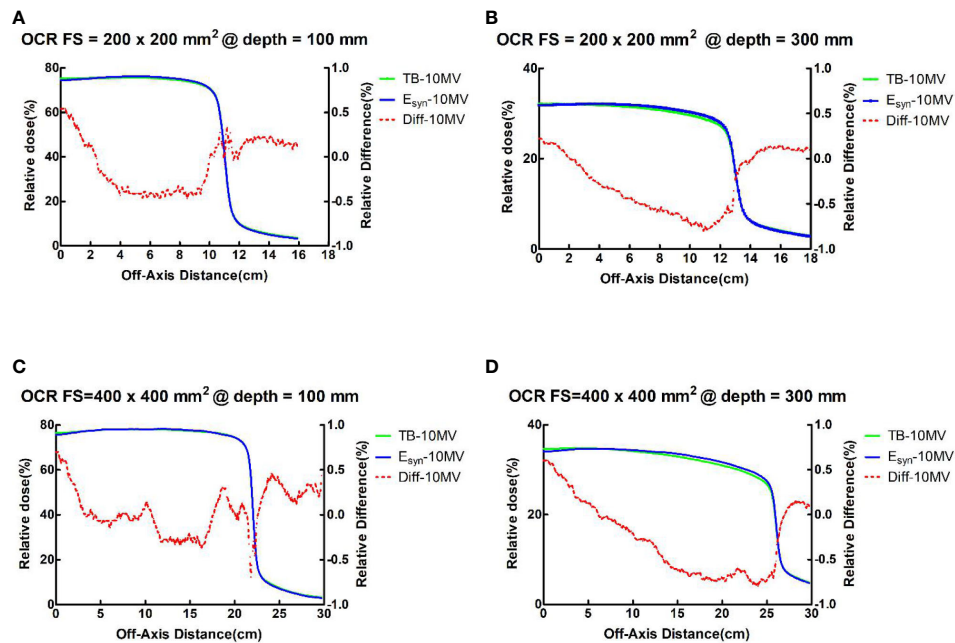 A
OCR FS = 200 x 200 mm² @ depth = 100 mm
80
60
40
20
0
Relative dose(%)
0 2 4 6 8 10 12 14 16 18
Off-Axis Distance(cm)
1.0
0.5
0.0
-0.5
-1.0
Relative Difference(%)
TB-10MV
Esyn-10MV
Diff-10MV
B
OCR FS = 200 x 200 mm² @ depth = 300 mm
40
20
0
Relative dose(%)
0 2 4 6 8 10 12 14 16 18
Off-Axis Distance(cm)
1.0
0.5
0.0
-0.5
-1.0
Relative Difference(%)
TB-10MV
Esyn-10MV
Diff-10MV
C
OCR FS=400 x 400 mm² @ depth = 100 mm
80
60
40
20
0
Relative dose(%)
0 5 10 15 20 25 30
Off-Axis Distance(cm)
1.0
0.5
0.0
-0.5
-1.0
Relative Difference(%)
TB-10MV
Esyn-10MV
Diff-10MV
D
OCR FS=400 x 400 mm² @ depth = 300 mm
40
20
0
Relative dose(%)
0 5 10 15 20 25 30
Off-Axis Distance(cm)
1.0
0.5
0.0
-0.5
-1.0
Relative Difference(%)
TB-10MV
Esyn-10MV
Diff-10MV